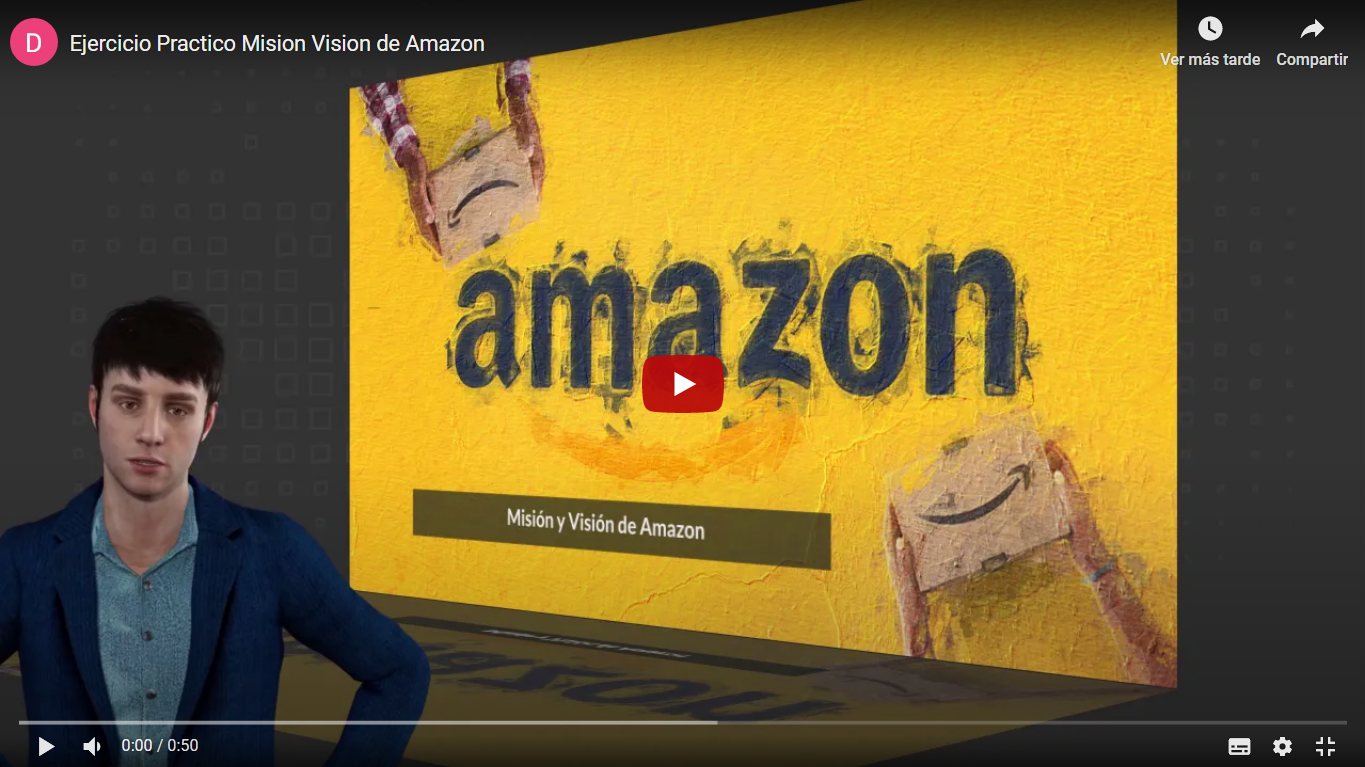 D
Ejercicio Practico Mision Vision de Amazon
Ver más tarde
Compartir
amazon
Misión y Visión de Amazon
0:00 / 0:50